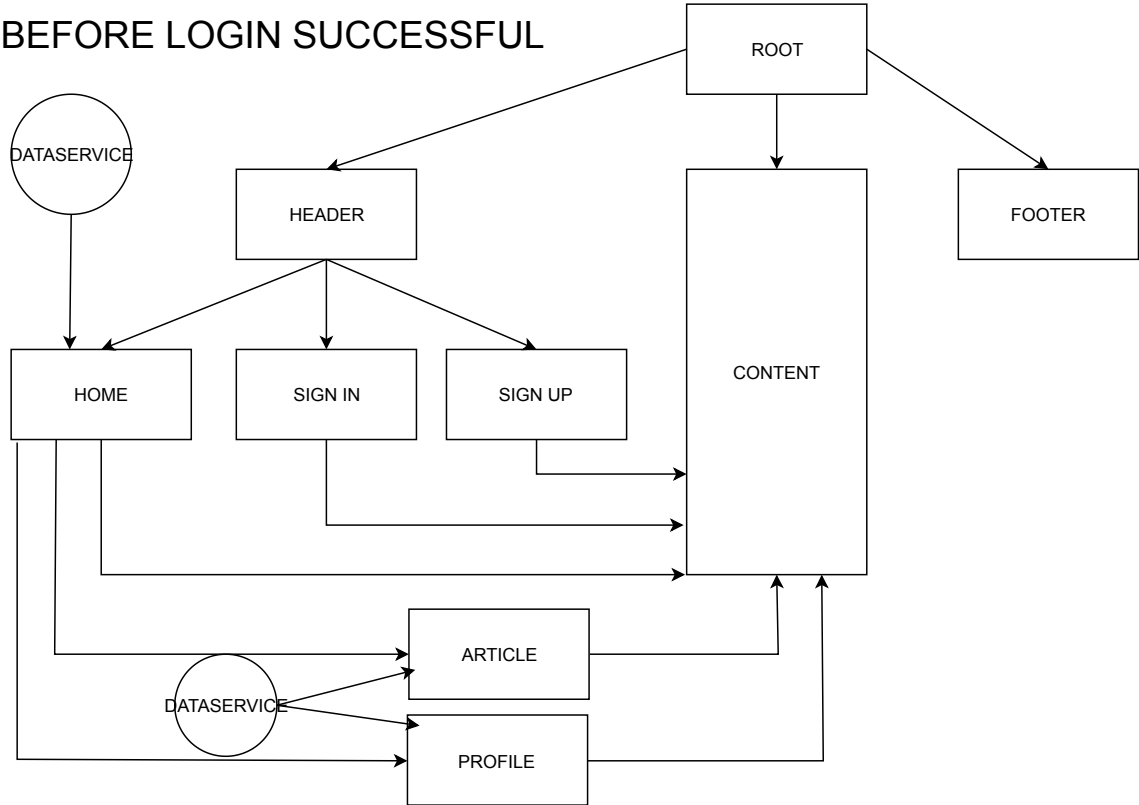 BEFORE LOGIN SUCCESSFUL
ROOT
DATASERVICE
HEADER
FOOTER
CONTENT
HOME
SIGN IN
SIGN UP
ARTICLE
DATASERVICE
PROFILE